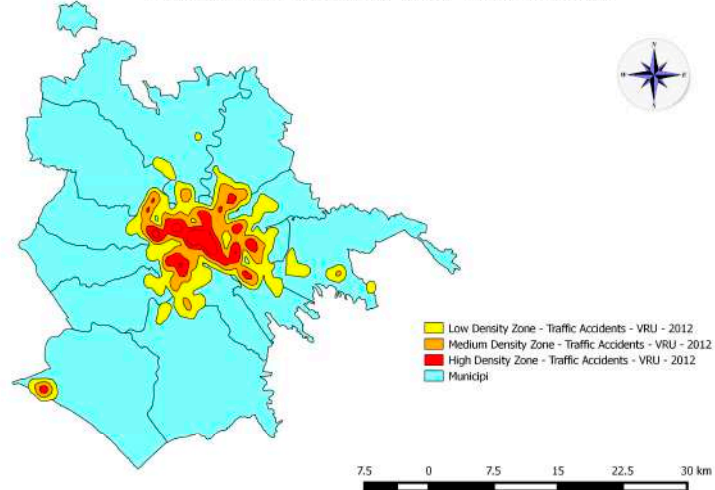 N
W E
S
Low Density Zone - Traffic Accidents - VRU - 2012
Medium Density Zone - Traffic Accidents - VRU - 2012
High Density Zone - Traffic Accidents - VRU - 2012
Municipi
7.5 0 7.5 15 22.5 30 km